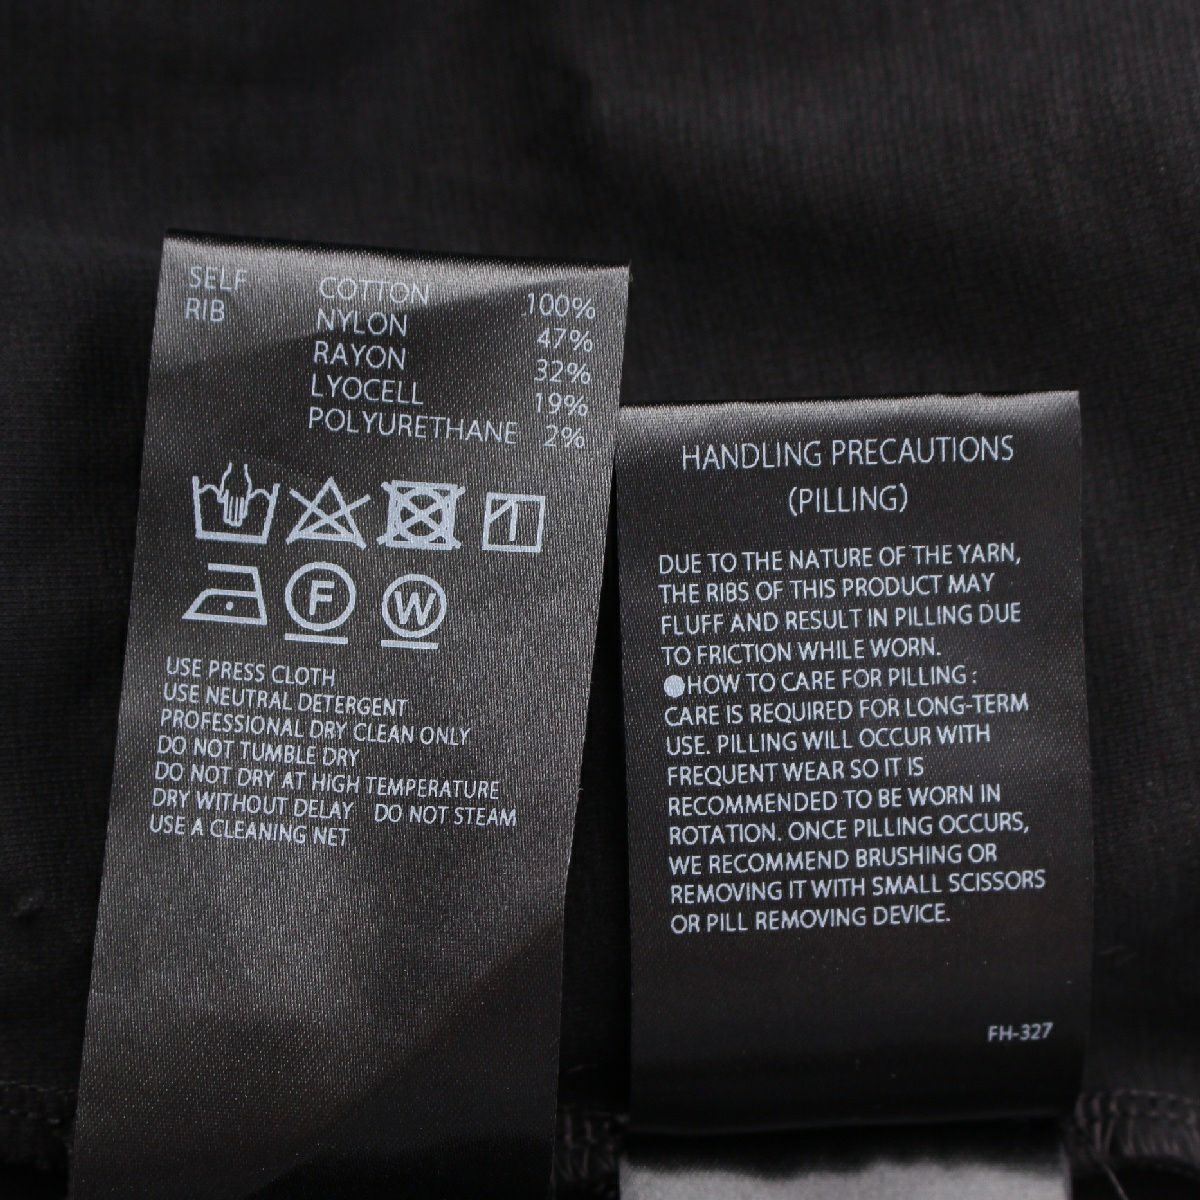 SELF COTTON 100%
RIB NYLON 47%
RAYON 32%
LYOCELL 19%
POLYURETHANE 2%
F W
USE PRESS CLOTH
USE NEUTRAL DETERGENT
PROFESSIONAL DRY CLEAN ONLY
DO NOT TUMBLE DRY
DO NOT DRY AT HIGH TEMPERATURE
DRY WITHOUT DELAY DO NOT STEAM
USE A CLEANING NET
HANDLING PRECAUTIONS
(PILLING)
DUE TO THE NATURE OF THE YARN,
THE RIBS OF THIS PRODUCT MAY
FLUFF AND RESULT IN PILLING DUE
TO FRICTION WHILE WORN.
●HOW TO CARE FOR PILLING :
CARE IS REQUIRED FOR LONG-TERM
USE. PILLING WILL OCCUR WITH
FREQUENT WEAR SO IT IS
RECOMMENDED TO BE WORN IN
ROTATION. ONCE PILLING OCCURS,
WE RECOMMEND BRUSHING OR
REMOVING IT WITH SMALL SCISSORS
OR PILL REMOVING DEVICE.
FH-327